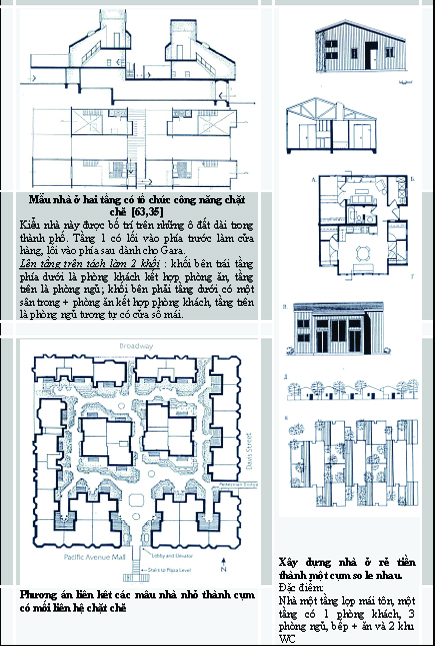 Mẫu nhà ở hai tầng có tổ chức công năng chặt
chẽ [63,35]
Kiểu nhà này được bố trí trên những ô đất dài trong
thành phố. Tầng 1 có lối vào phía trước làm cửa
hàng, lối vào phía sau dành cho Gara.
Lên tầng trên tách làm 2 khối : khối bên trái tầng
phía dưới là phòng khách kết hợp phòng ăn, tầng
trên là phòng ngủ; khối bên phải tầng dưới có một
sân trong + phòng ăn kết hợp phòng khách, tầng trên
là phòng ngủ tương tự có cửa sổ mái.
Broadway
Davis Street
Pedestrian Bridge
Pacific Avenue Mall
Lobby and Elevator
Stairs to Plaza Level
N
Phương án liên kết các mẫu nhà nhỏ thành cụm
có mối liên hệ chặt chẽ
A.
Б.
Г
В.
Д
Е
Xây dựng nhà ở rẻ tiền
thành một cụm so le nhau.
Đặc điểm:
Nhà một tầng lợp mái tôn, một
tầng có 1 phòng khách, 3
phòng ngủ, bếp + ăn và 2 khu
WC